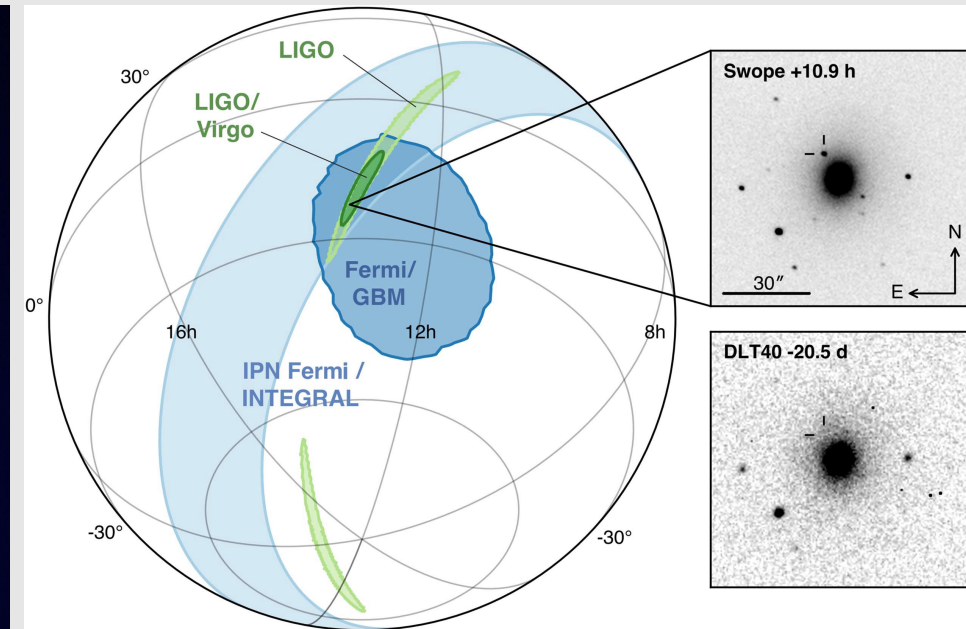 LIGO
30°
LIGO/
Virgo
0°
16h
12h
8h
Fermi/
GBM
IPN Fermi /
INTEGRAL
-30°
-30°
Swope +10.9 h
30″
N
E
DLT40 -20.5 d